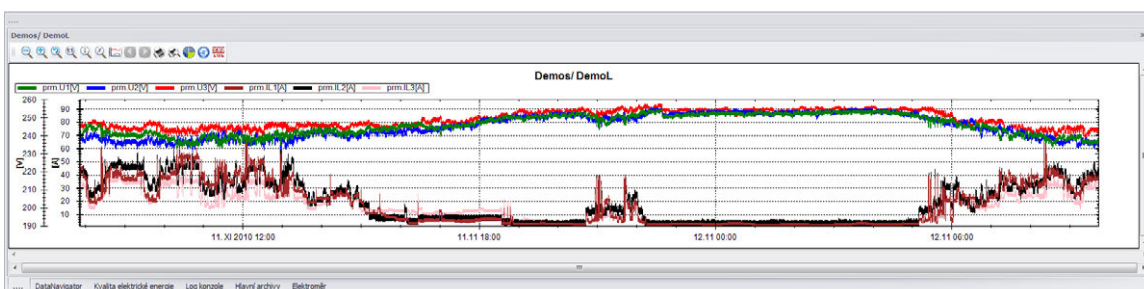 Demos/ DemoL
Demos/ DemoL
prm.U1[V] prm.U2[V] prm.U3[V] prm.IL1[A] prm.IL2[A] prm.IL3[A]
260
250
240
230
220
210
200
190
[V]
90
80
70
60
50
40
30
20
10
[A]
11.XI 2010 12:00 11.11 18:00 12.11 00:00 12.11 06:00
DataNavigator Kvalita elektrické energie Log konzole Hlavní archivy Elektroměr